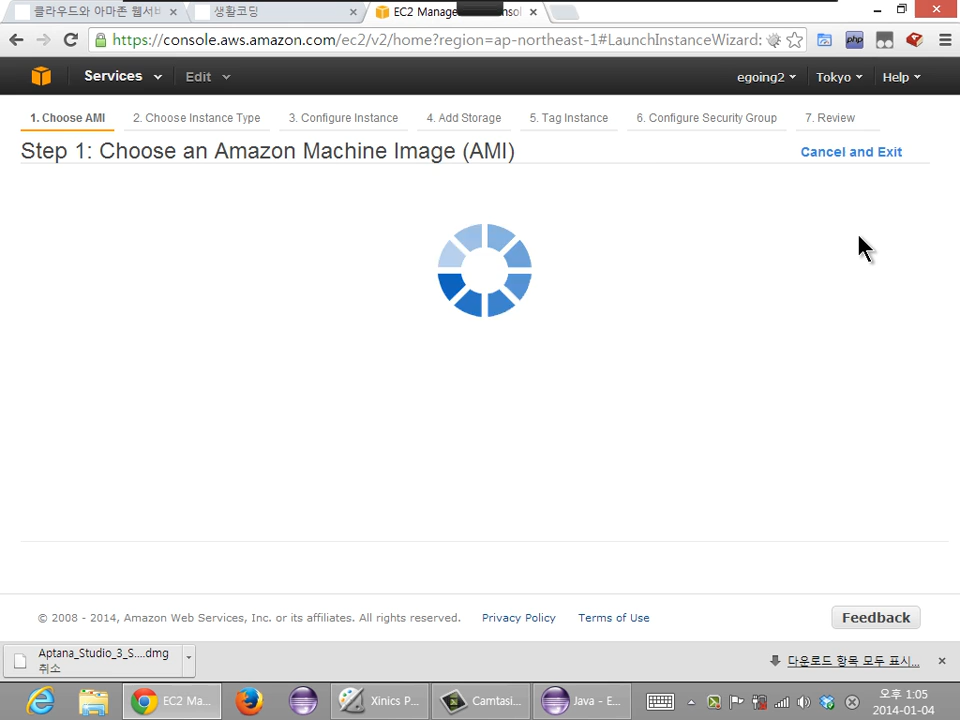 클라우드와 아마존 웹서비
생활코딩
EC2 Manage
nsol
https://console.aws.amazon.com/ec2/v2/home?region=ap-northeast-1#LaunchInstanceWizard:
php
Services
Edit
egoing2
Tokyo
Help
1. Choose AMI
2. Choose Instance Type
3. Configure Instance
4. Add Storage
5. Tag Instance
6. Configure Security Group
7. Review
Step 1: Choose an Amazon Machine Image (AMI)
Cancel and Exit
© 2008 - 2014, Amazon Web Services, Inc. or its affiliates. All rights reserved.
Privacy Policy
Terms of Use
Feedback
Aptana_Studio_3_S....dmg
취소
다운로드 항목 모두 표시...
EC2 Ma...
Xinics P...
Camtasi...
Java - E...
오후 1:05
2014-01-04